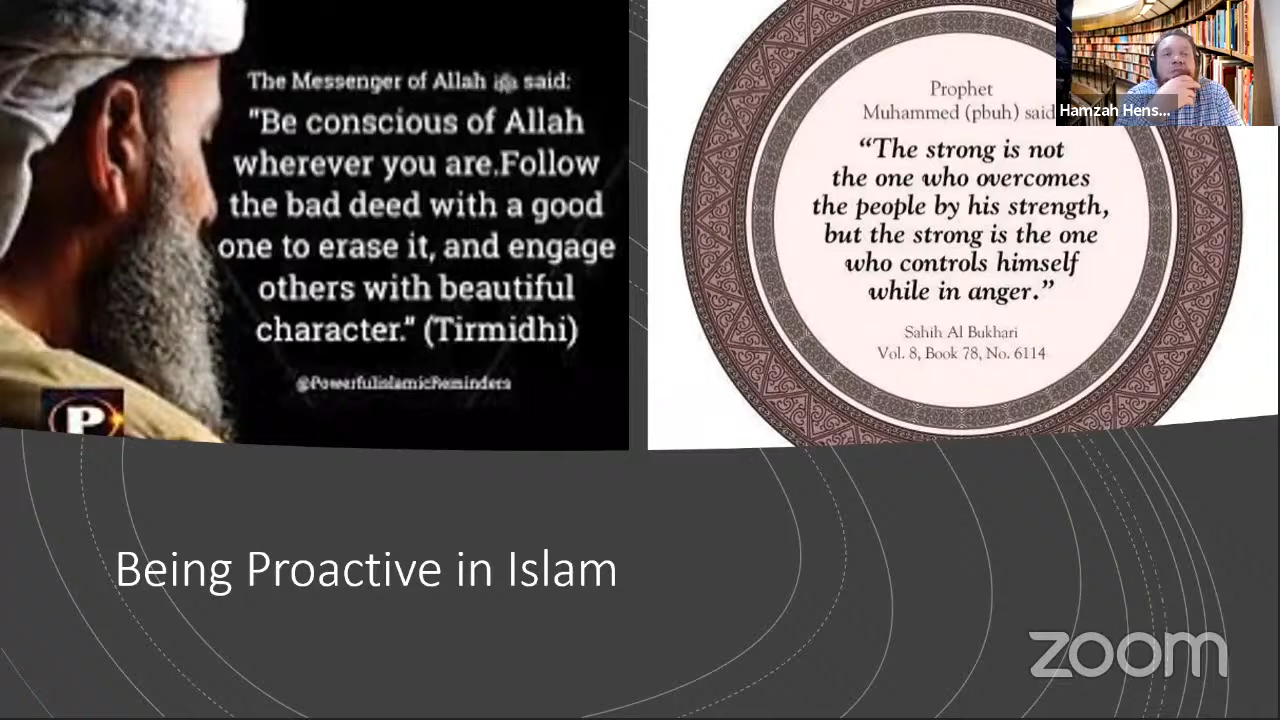 The Messenger of Allah ﷺ said:
"Be conscious of Allah
wherever you are.Follow
the bad deed with a good
one to erase it, and engage
others with beautiful
character." (Tirmidhi)
@PowerfulIslamicReminders
P
Prophet
Muhammed (pbuh) said
“The strong is not
the one who overcomes
the people by his strength,
but the strong is the one
who controls himself
while in anger.”
Sahih Al Bukhari
Vol. 8, Book 78, No. 6114
Hamzah Hens...
Being Proactive in Islam
zoom